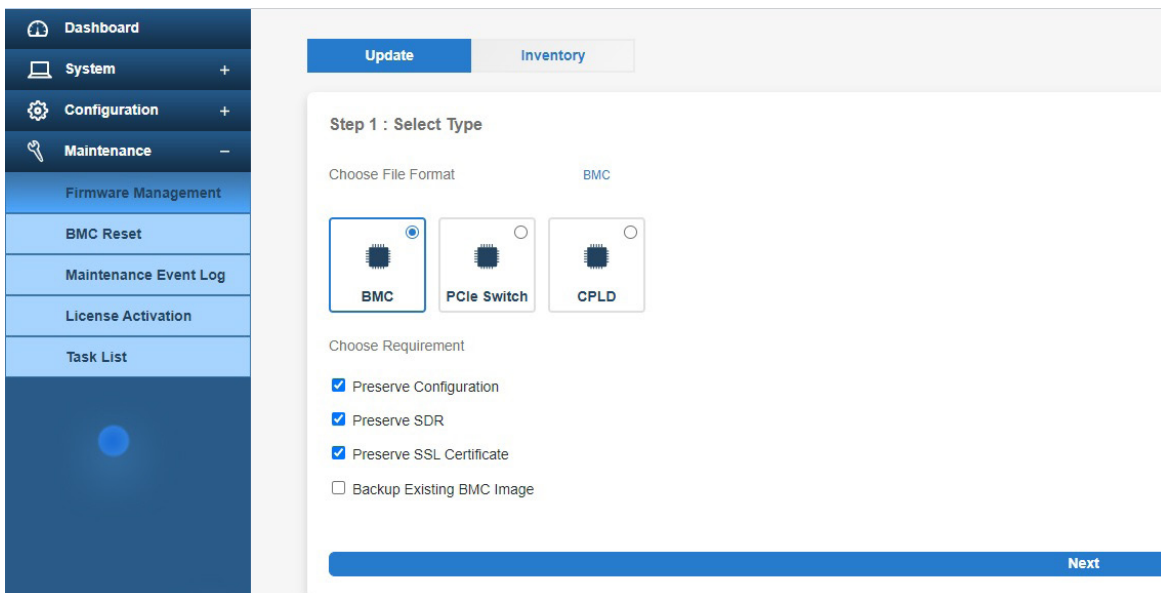 Dashboard
System +
Configuration +
Maintenance −
Firmware Management
BMC Reset
Maintenance Event Log
License Activation
Task List
Update Inventory
Step 1 : Select Type
Choose File Format BMC
BMC PCIe Switch CPLD
Choose Requirement
Preserve Configuration
Preserve SDR
Preserve SSL Certificate
Backup Existing BMC Image
Next